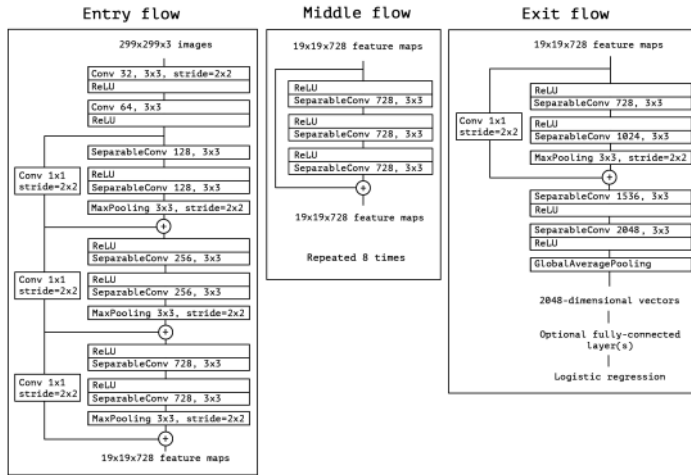 Entry flow
299x299x3 images
Conv 32, 3x3, stride=2x2
ReLU
Conv 64, 3x3
ReLU
SeparableConv 128, 3x3
Conv 1x1
stride=2x2
ReLU
SeparableConv 128, 3x3
MaxPooling 3x3, stride=2x2
+
ReLU
SeparableConv 256, 3x3
Conv 1x1
stride=2x2
ReLU
SeparableConv 256, 3x3
MaxPooling 3x3, stride=2x2
+
ReLU
SeparableConv 728, 3x3
Conv 1x1
stride=2x2
ReLU
SeparableConv 728, 3x3
MaxPooling 3x3, stride=2x2
+
19x19x728 feature maps
Middle flow
19x19x728 feature maps
ReLU
SeparableConv 728, 3x3
ReLU
SeparableConv 728, 3x3
ReLU
SeparableConv 728, 3x3
+
19x19x728 feature maps
Repeated 8 times
Exit flow
19x19x728 feature maps
ReLU
SeparableConv 728, 3x3
Conv 1x1
stride=2x2
ReLU
SeparableConv 1024, 3x3
MaxPooling 3x3, stride=2x2
+
SeparableConv 1536, 3x3
ReLU
SeparableConv 2048, 3x3
ReLU
GlobalAveragePooling
2048-dimensional vectors
Optional fully-connected
layer(s)
Logistic regression